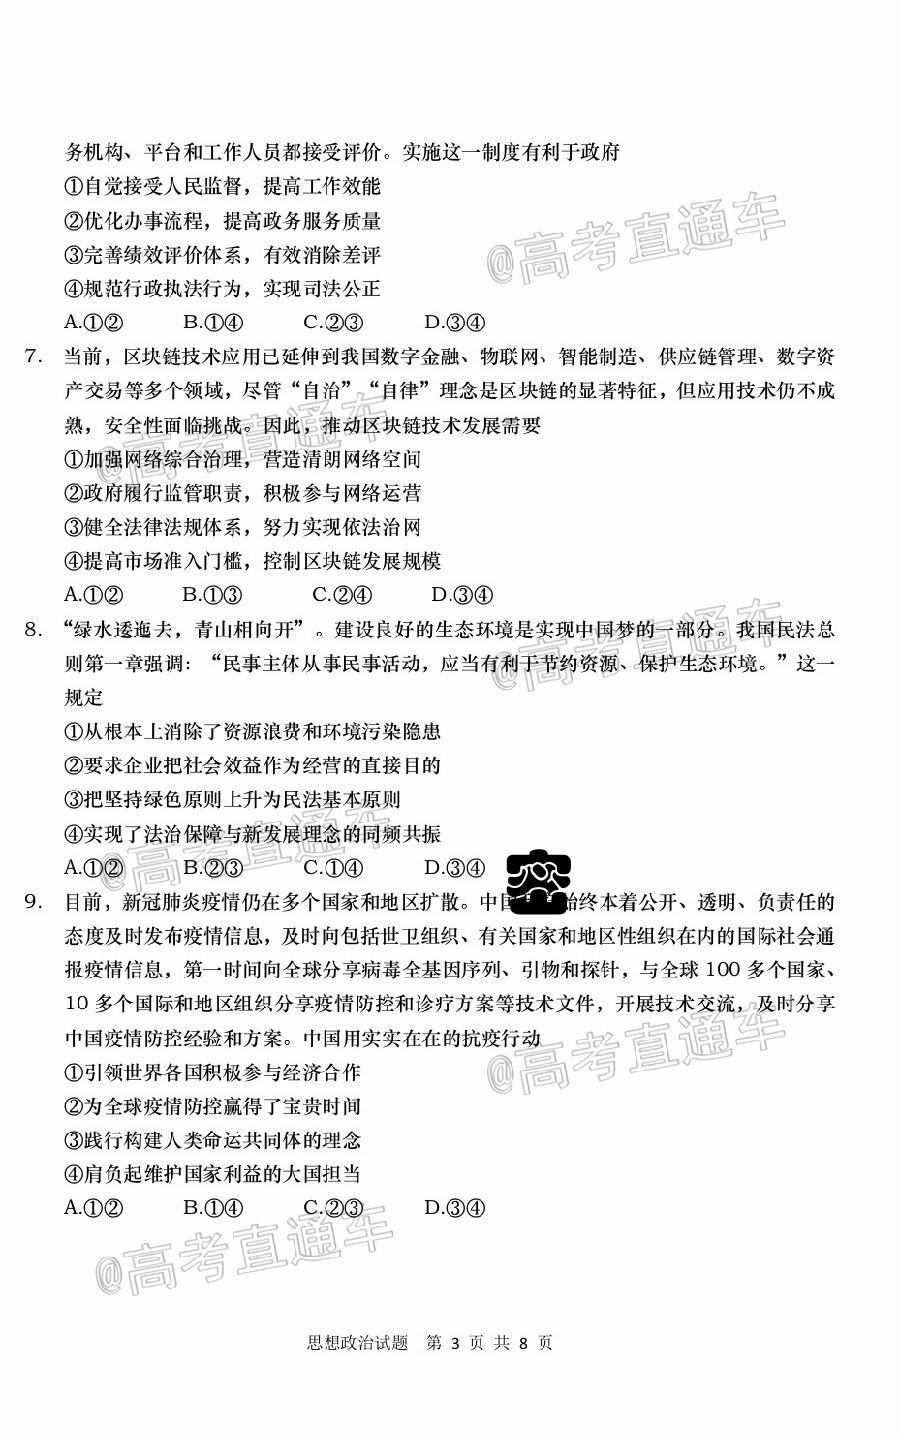 务机构、平台和工作人员都接受评价。实施这一制度有利于政府
①自觉接受人民监督，提高工作效能
②优化办事流程，提高政务服务质量
③完善绩效评价体系，有效消除差评
④规范行政执法行为，实现司法公正
A.①② B.①④ C.②③ D.③④
@高考直通车
7. 当前，区块链技术应用已延伸到我国数字金融、物联网、智能制造、供应链管理、数字资
产交易等多个领域，尽管“自治”“自律”理念是区块链的显著特征，但应用技术仍不成
熟，安全性面临挑战。因此，推动区块链技术发展需要
①加强网络综合治理，营造清朗网络空间
②政府履行监管职责，积极参与网络运营
③健全法律法规体系，努力实现依法治网
④提高市场准入门槛，控制区块链发展规模
A.①② B.①③ C.②④ D.③④
@高考直通车
8. “绿水逶迤去，青山相向开”。建设良好的生态环境是实现中国梦的一部分。我国民法总
则第一章强调：“民事主体从事民事活动，应当有利于节约资源、保护生态环境。”这一
规定
①从根本上消除了资源浪费和环境污染隐患
②要求企业把社会效益作为经营的直接目的
③把坚持绿色原则上升为民法基本原则
④实现了法治保障与新发展理念的同频共振
A.①② B.②③ C.①④ D.③④
@高考直通车
@高考直通车
9. 目前，新冠肺炎疫情仍在多个国家和地区扩散。中 始终本着公开、透明、负责任的
态度及时发布疫情信息，及时向包括世卫组织、有关国家和地区性组织在内的国际社会通
报疫情信息，第一时间向全球分享病毒全基因序列、引物和探针，与全球 100 多个国家、
10 多个国际和地区组织分享疫情防控和诊疗方案等技术文件，开展技术交流，及时分享
中国疫情防控经验和方案。中国用实实在在的抗疫行动
①引领世界各国积极参与经济合作
②为全球疫情防控赢得了宝贵时间
③践行构建人类命运共同体的理念
④肩负起维护国家利益的大国担当
A.①② B.①④ C.②③ D.③④
@高考直通车
@高考直通车
思想政治试题 第 3 页 共 8 页